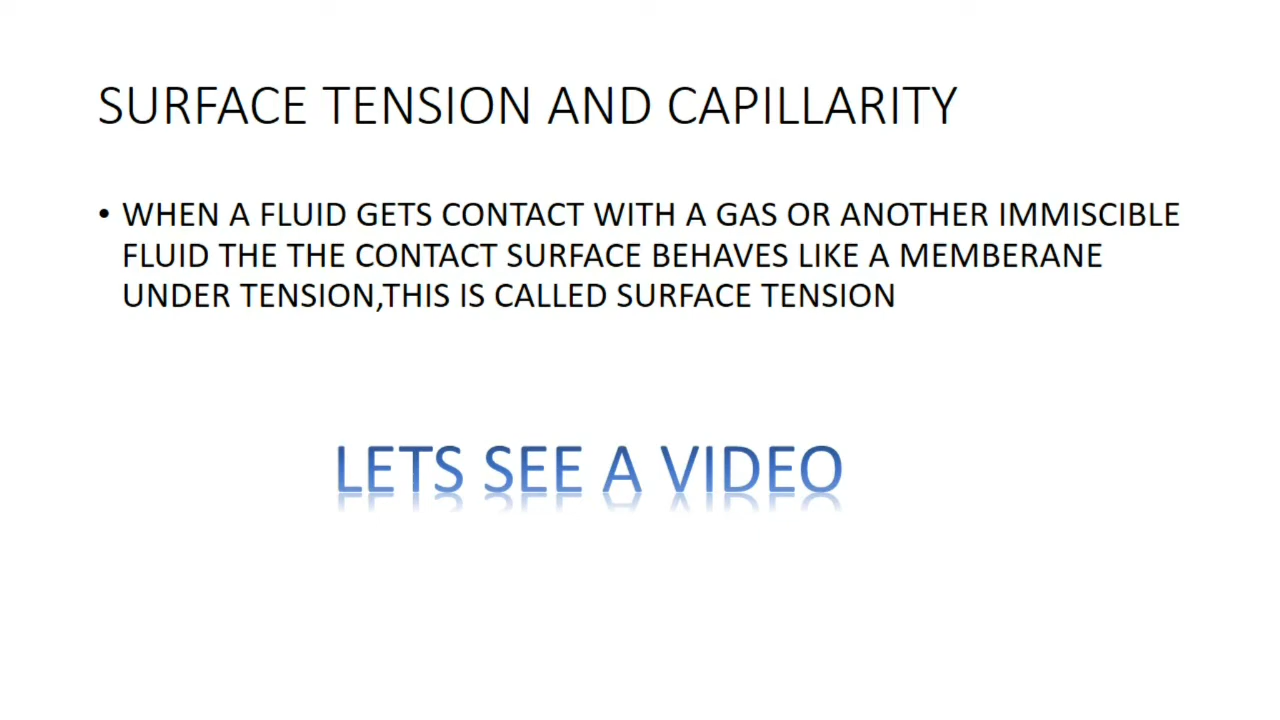 SURFACE TENSION AND CAPILLARITY
• WHEN A FLUID GETS CONTACT WITH A GAS OR ANOTHER IMMISCIBLE
FLUID THE THE CONTACT SURFACE BEHAVES LIKE A MEMBERANE
UNDER TENSION,THIS IS CALLED SURFACE TENSION
LETS SEE A VIDEO